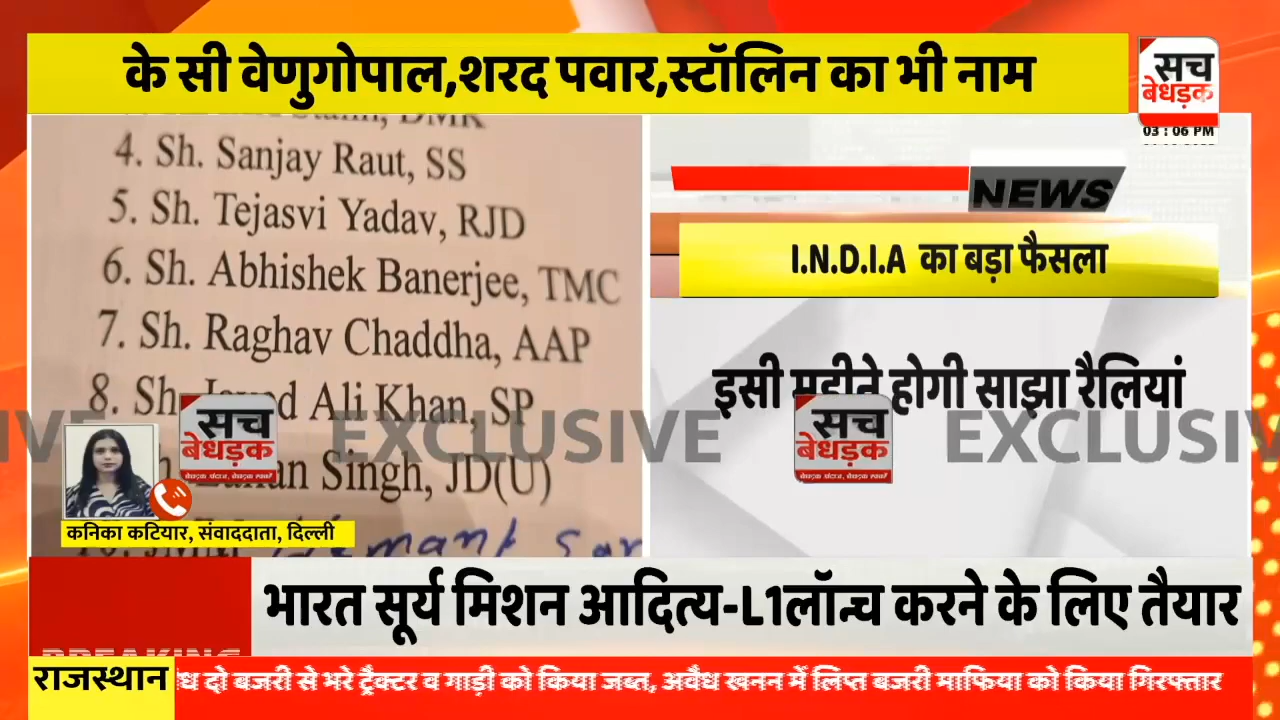 के सी वेणुगोपाल,शरद पवार,स्टॉलिन का भी नाम
सच
बेधड़क
03 : 06 PM
DMK
4. Sh. Sanjay Raut, SS
5. Sh. Tejasvi Yadav, RJD
6. Sh. Abhishek Banerjee, TMC
7. Sh. Raghav Chaddha, AAP
8. Sh. Ali Khan, SP
Singh, JD(U)
NEWS
I.N.D.I.A का बड़ा फैसला
इसी महीने होगी साझा रैलियां
EXCLUSIVE
EXCLUSIVE
सच
बेधड़क
सच
बेधड़क
कनिका कटियार, संवाददाता, दिल्ली
भारत सूर्य मिशन आदित्य-L1लॉन्च करने के लिए तैयार
BREAKING
राजस्थान
दो बजरी से भरे ट्रैक्टर व गाड़ी को किया जब्त, अवैध खनन में लिप्त बजरी माफिया को किया गिरफ्तार